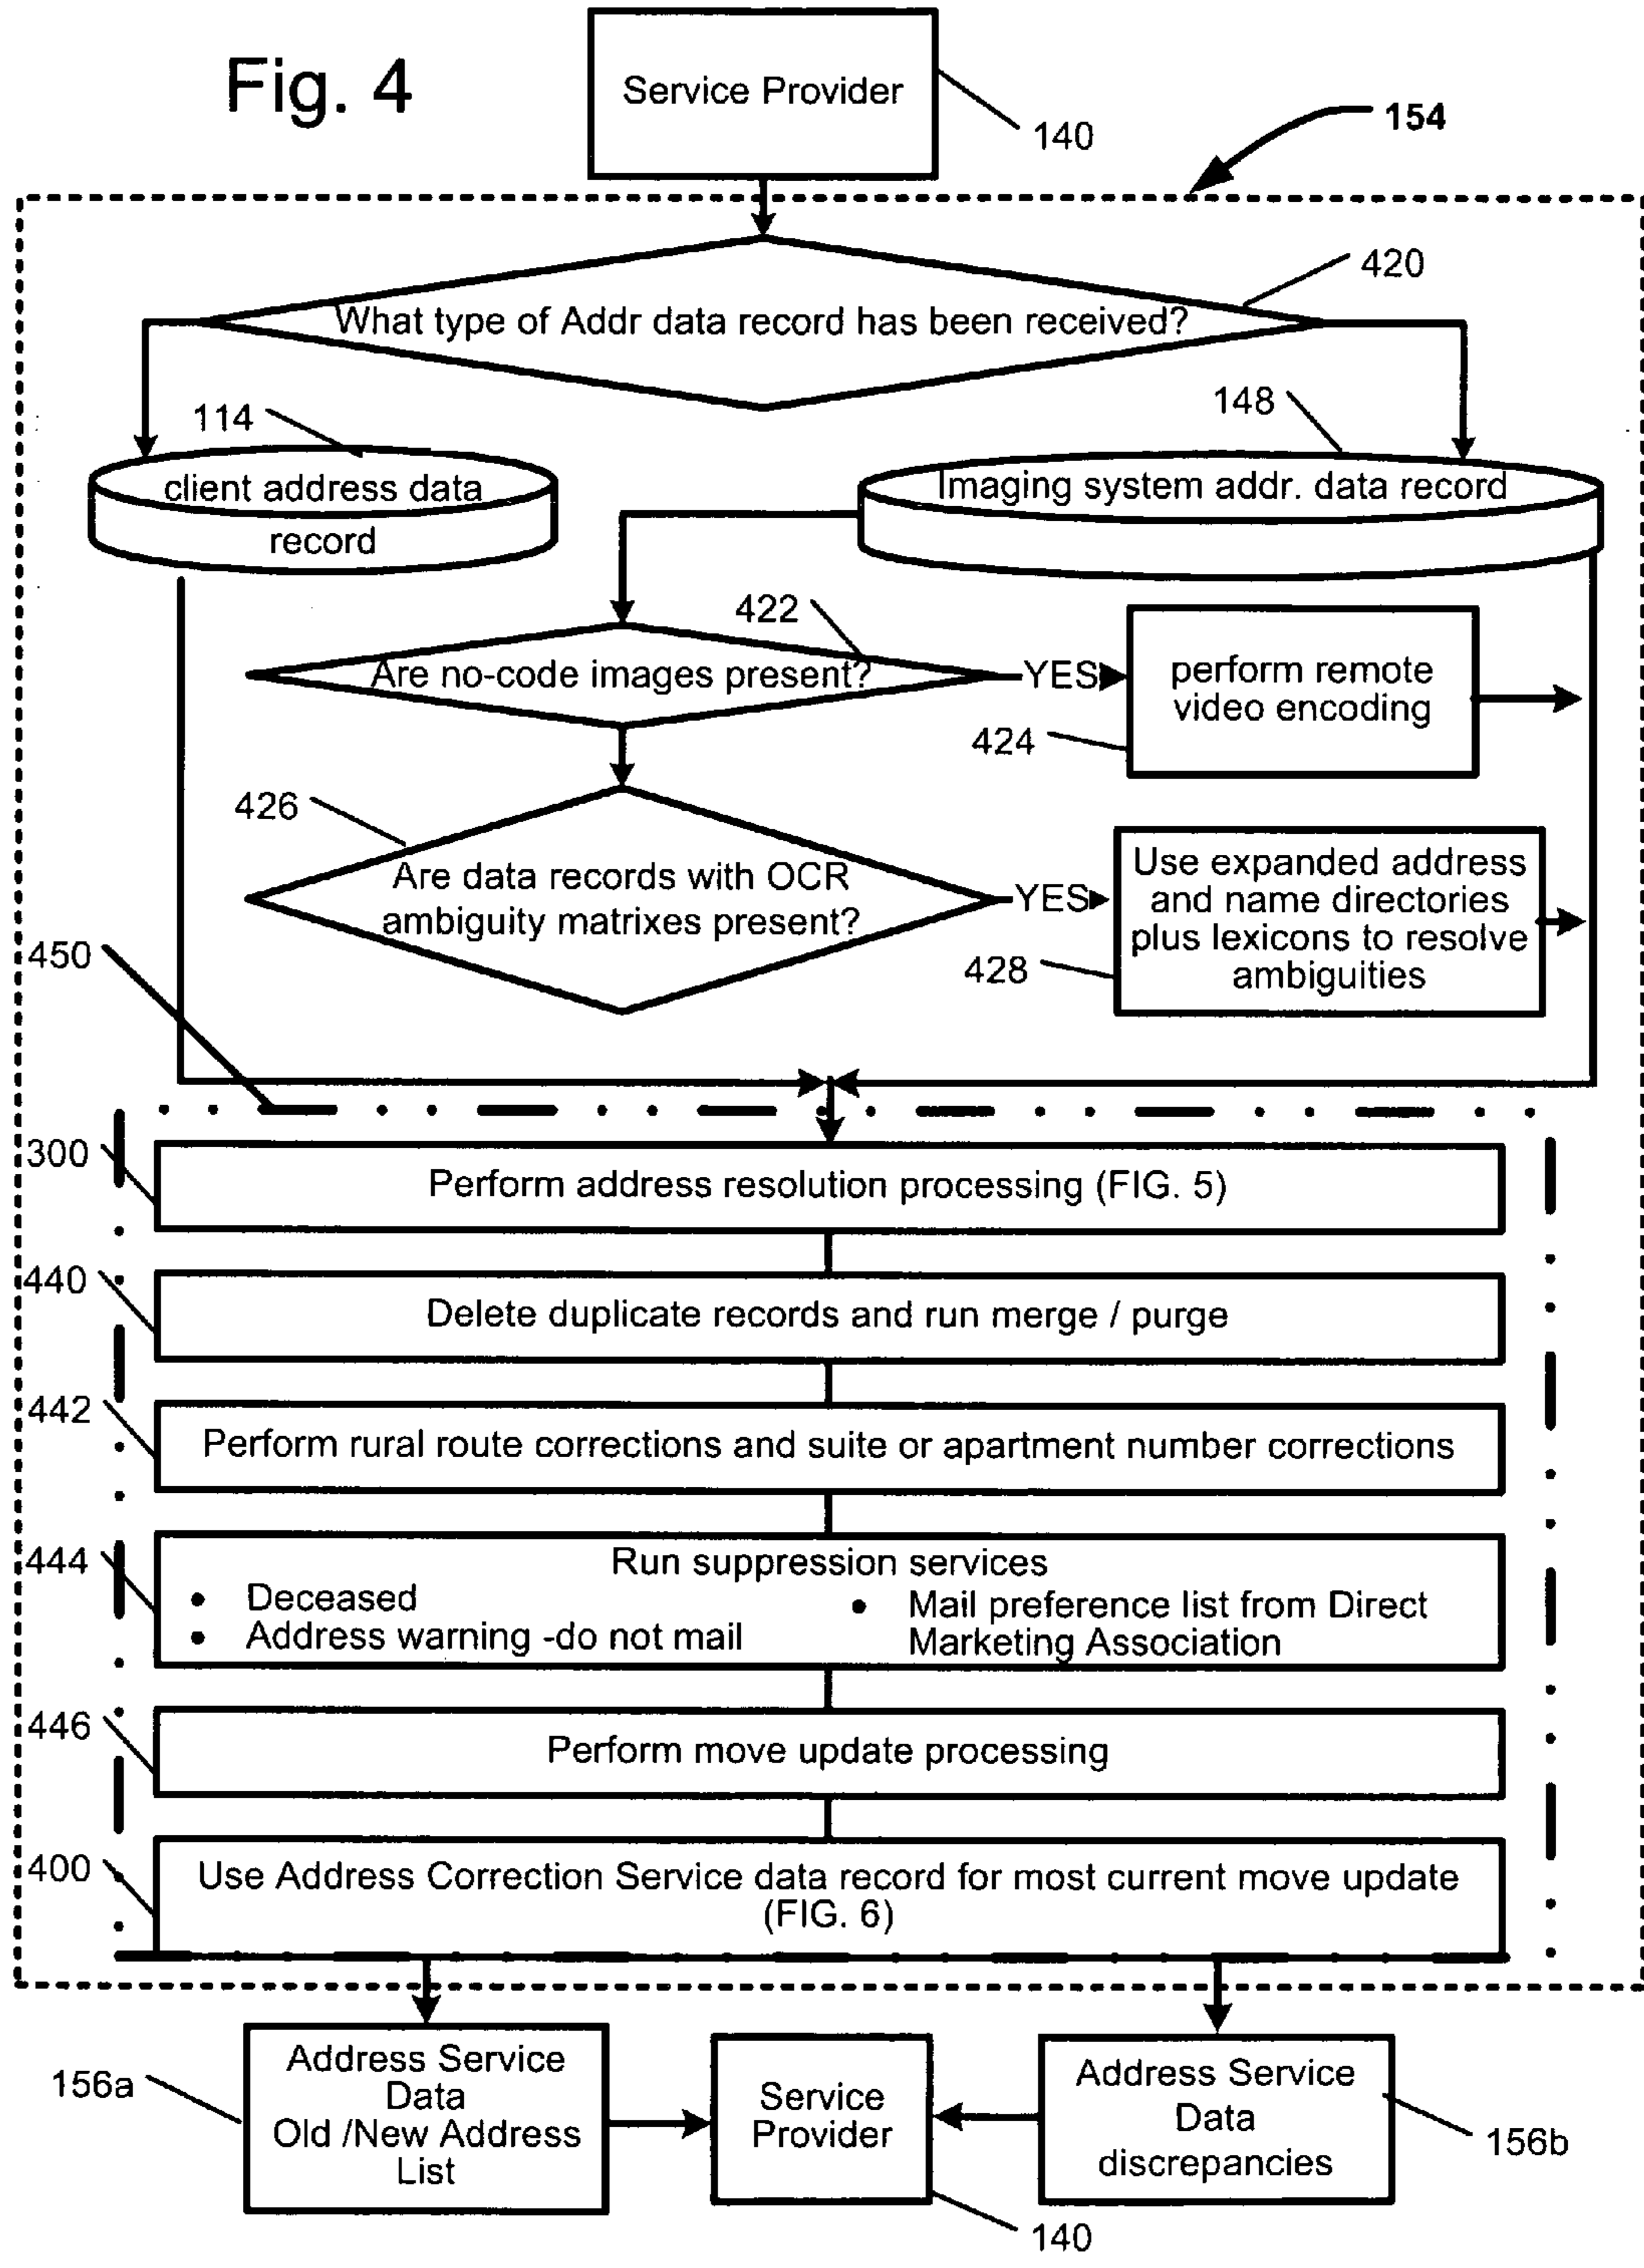 Fig. 4
Service Provider
140
154
420
What type of Addr data record has been received?
114
148
client address data
record
Imaging system addr. data record
422
Are no-code images present?
YES
perform remote
video encoding
424
426
Are data records with OCR
ambiguity matrixes present?
YES
Use expanded address
and name directories
plus lexicons to resolve
ambiguities
428
450
300
Perform address resolution processing (FIG. 5)
440
Delete duplicate records and run merge / purge
442
Perform rural route corrections and suite or apartment number corrections
444
Run suppression services
• Deceased
• Address warning -do not mail
• Mail preference list from Direct
Marketing Association
446
Perform move update processing
400
Use Address Correction Service data record for most current move update
(FIG. 6)
156a
Address Service
Data
Old /New Address
List
Service
Provider
140
Address Service
Data
discrepancies
156b